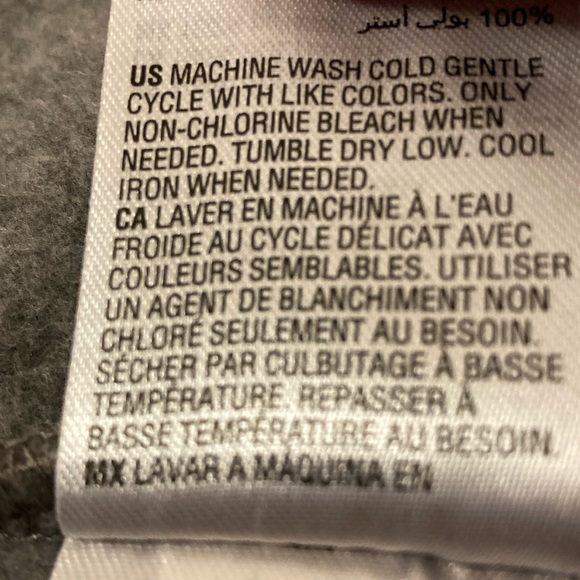 100% بولي أستر
US MACHINE WASH COLD GENTLE
CYCLE WITH LIKE COLORS. ONLY
NON-CHLORINE BLEACH WHEN
NEEDED. TUMBLE DRY LOW. COOL
IRON WHEN NEEDED.
CA LAVER EN MACHINE À L'EAU
FROIDE AU CYCLE DÉLICAT AVEC
COULEURS SEMBLABLES. UTILISER
UN AGENT DE BLANCHIMENT NON
CHLORÉ SEULEMENT AU BESOIN.
SÉCHER PAR CULBUTAGE À BASSE
TEMPÉRATURE. REPASSER À
BASSE TEMPÉRATURE AU BESOIN.
MX LAVAR A MÁQUINA EN